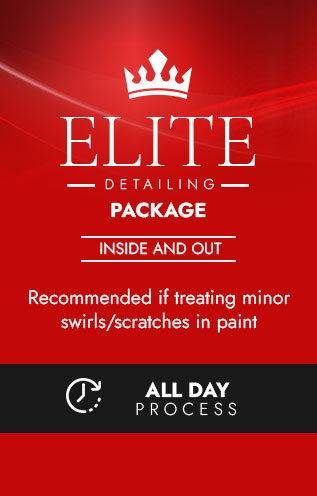 ELITE
DETAILING
PACKAGE
INSIDE AND OUT
Recommended if treating minor
swirls/scratches in paint
ALL DAY
PROCESS